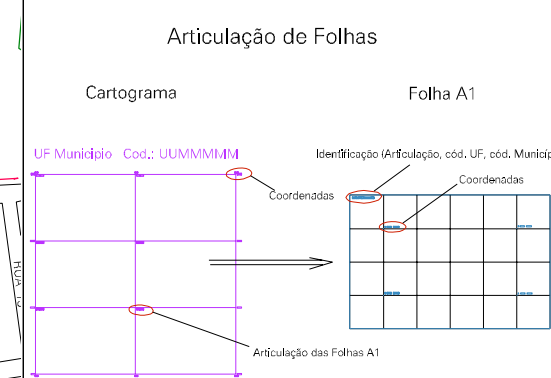 Articulação de Folhas
Cartograma
Folha A1
UF Municipio Cod.: UUMMMMM
Identificação (Articulação, cód. UF, cód. Municíp
Coordenadas
Coordenadas
Articulação das Folhas A1
RUA